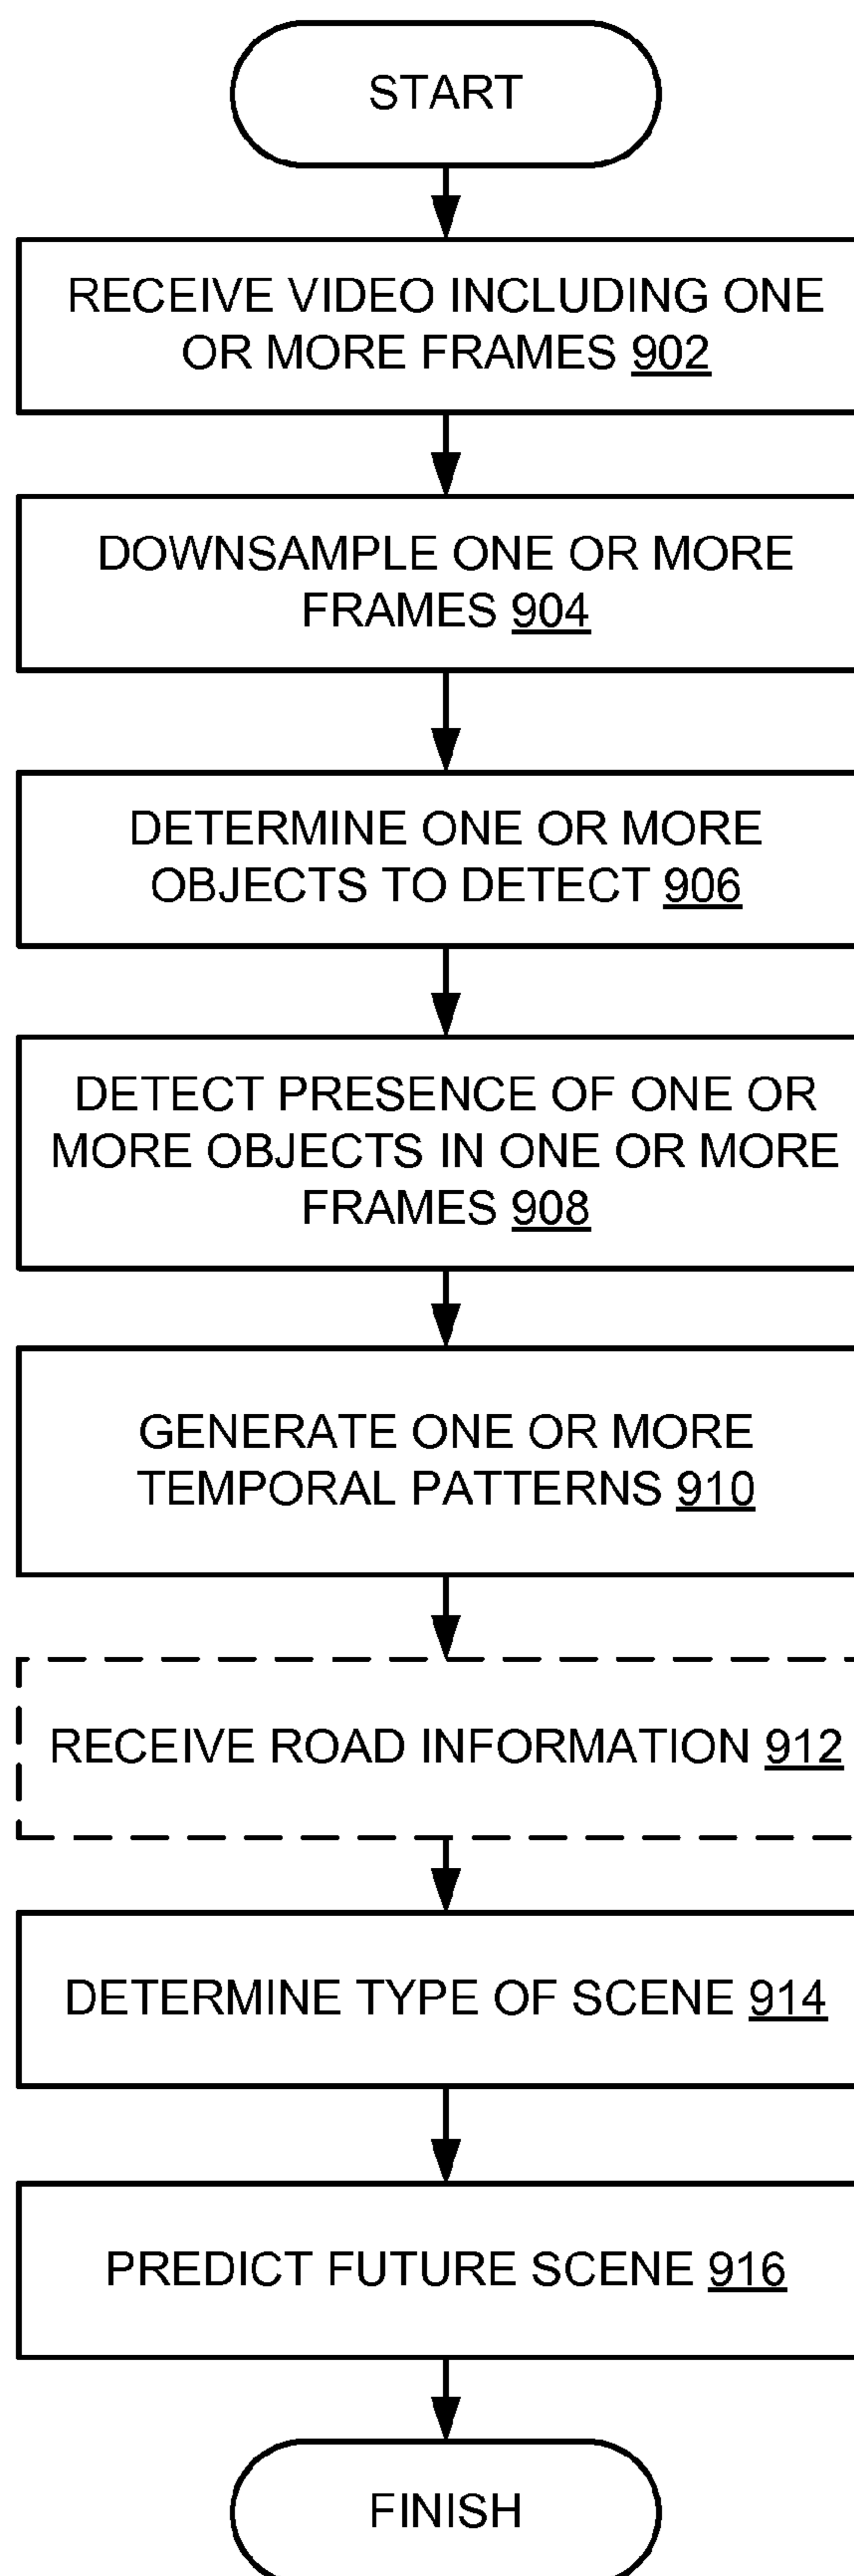 START
RECEIVE VIDEO INCLUDING ONE
OR MORE FRAMES 902
DOWNSAMPLE ONE OR MORE
FRAMES 904
DETERMINE ONE OR MORE
OBJECTS TO DETECT 906
DETECT PRESENCE OF ONE OR
MORE OBJECTS IN ONE OR MORE
FRAMES 908
GENERATE ONE OR MORE
TEMPORAL PATTERNS 910
RECEIVE ROAD INFORMATION 912
DETERMINE TYPE OF SCENE 914
PREDICT FUTURE SCENE 916
FINISH